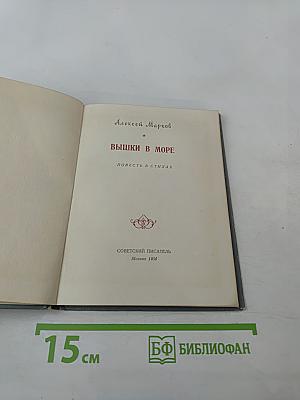 Алексей Марков
ВЫШКИ В МОРЕ
ПОВЕСТЬ В СТИХАХ
СОВЕТСКИЙ ПИСАТЕЛЬ
Москва
15 см
БФ БИБЛИОФАН